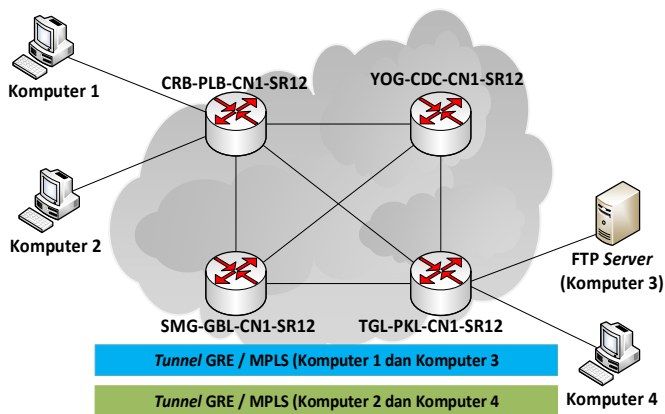 Komputer 1
CRB-PLB-CN1-SR12
YOG-CDC-CN1-SR12
Komputer 2
FTP Server
(Komputer 3)
SMG-GBL-CN1-SR12
TGL-PKL-CN1-SR12
Tunnel GRE / MPLS (Komputer 1 dan Komputer 3
Tunnel GRE / MPLS (Komputer 2 dan Komputer 4
Komputer 4